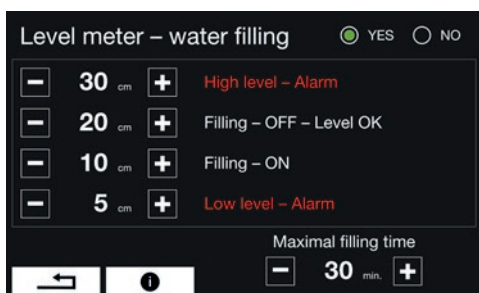 Level meter – water filling YES NO
30 cm High level – Alarm
20 cm Filling – OFF – Level OK
10 cm Filling – ON
5 cm Low level – Alarm
Maximal filling time
30 min.